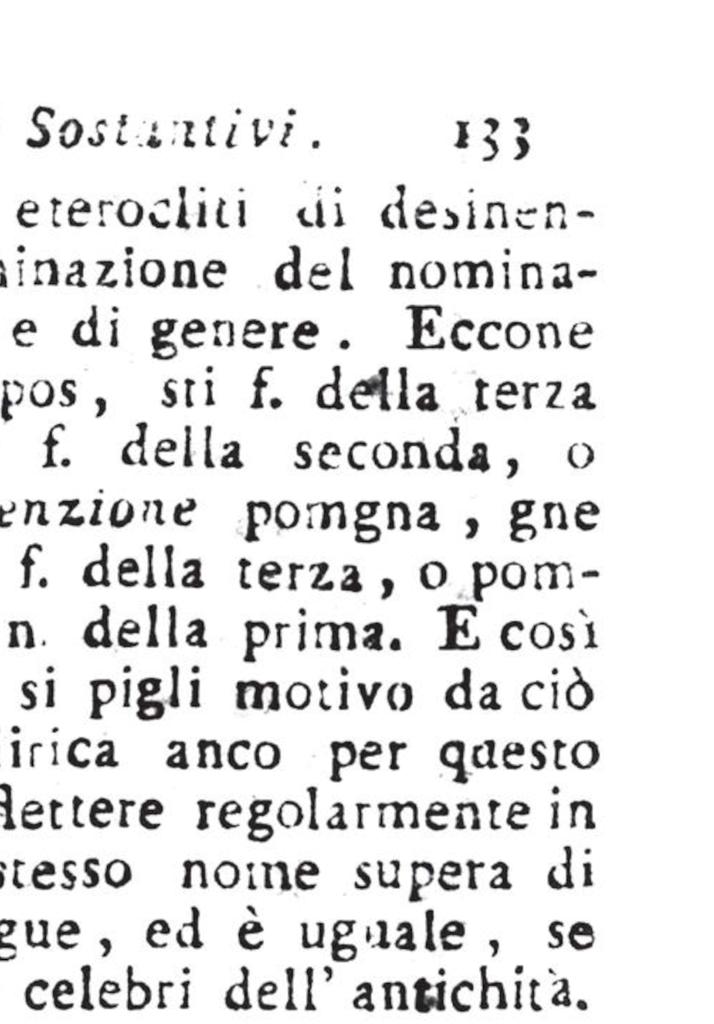 Sostantivi. 133
eterocliti di desinen-
inazione del nomina-
e di genere. Eccone
pos, sti f. della terza
f. della seconda, o
enzione pomgna, gne
f. della terza, o pom-
n. della prima. E così
si pigli motivo da ciò
lirica anco per questo
flettere regolarmente in
stesso nome supera di
gue, ed è uguale, se
celebri dell' antichità.